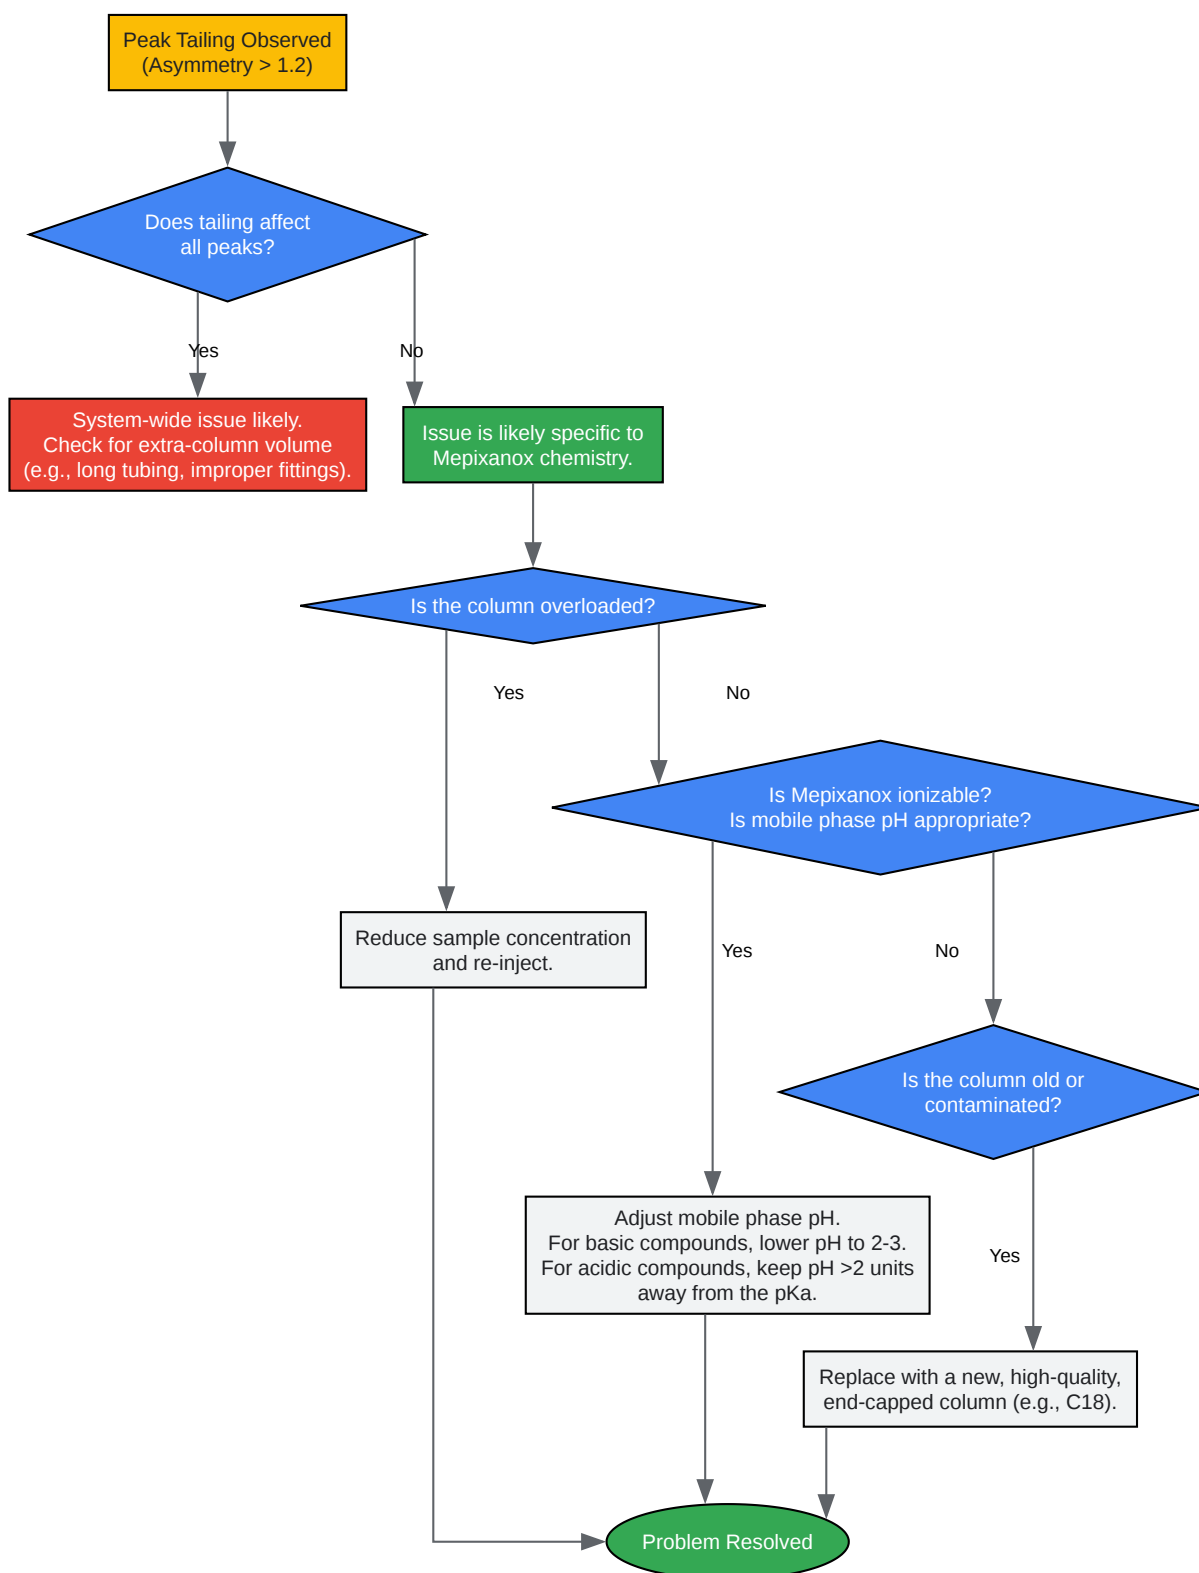 Peak Tailing Observed
(Asymmetry > 1.2)
Does tailing affect
all peaks?
Yes
No
System-wide issue likely.
Check for extra-column volume
(e.g., long tubing, improper fittings).
Issue is likely specific to
Mepixanox chemistry.
Is the column overloaded?
Yes
No
Is Mepixanox ionizable?
Is mobile phase pH appropriate?
Reduce sample concentration
and re-inject.
Yes
No
Is the column old or
contaminated?
Adjust mobile phase pH.
For basic compounds, lower pH to 2-3.
For acidic compounds, keep pH >2 units
away from the pKa.
Yes
Replace with a new, high-quality,
end-capped column (e.g., C18).
Problem Resolved